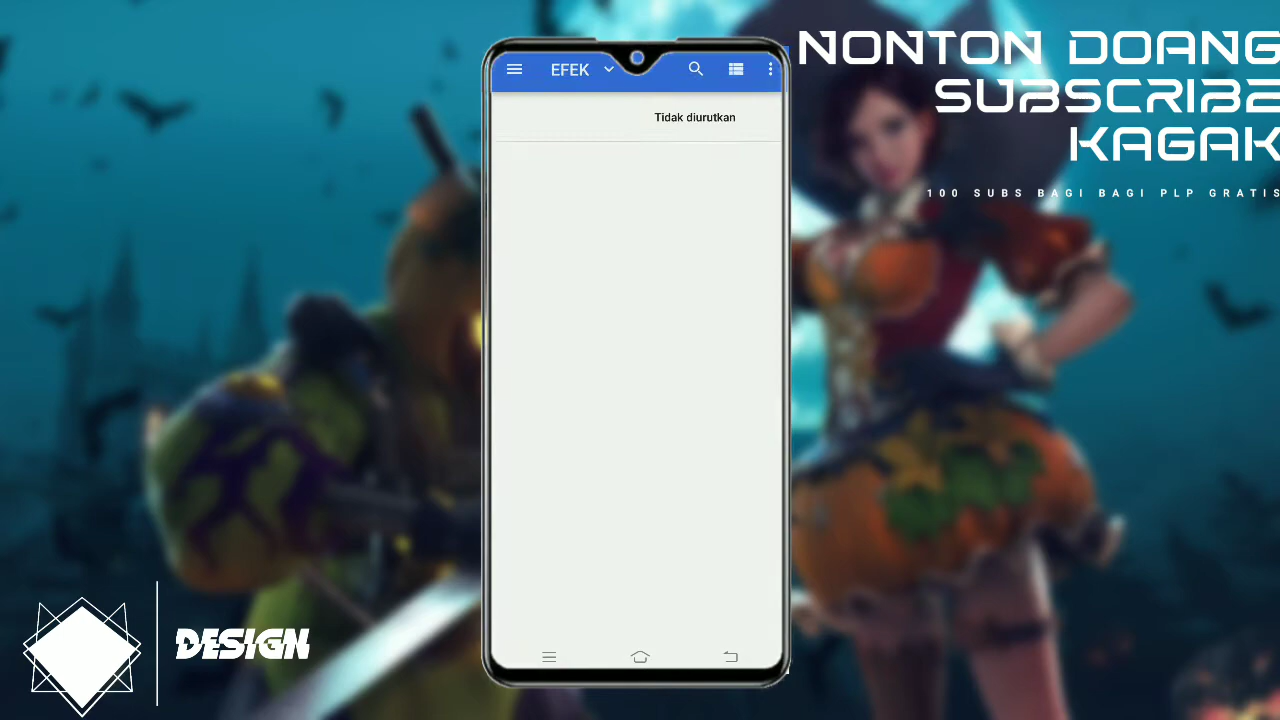 NONTON DOANG
SUBSCRIBE
KAGAK
100 SUBS BAGI BAGI PLP GRATIS
EFEK
Tidak diurutkan
DESIGN